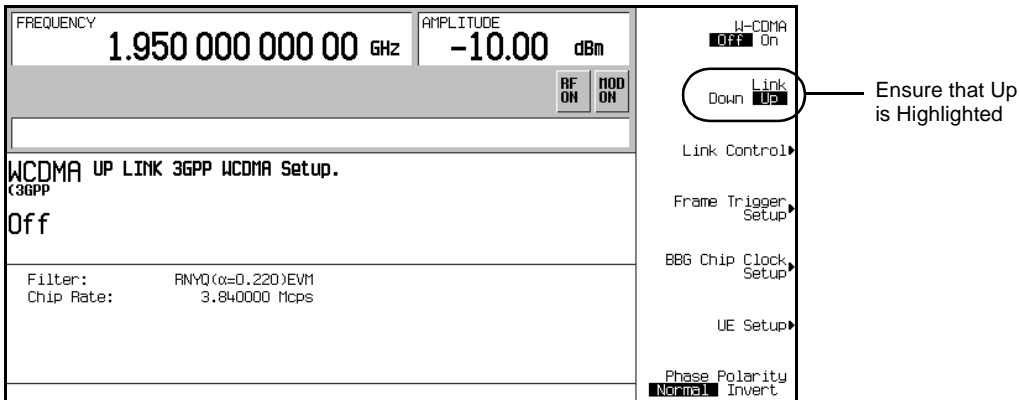 FREQUENCY
1.950 000 000 00 GHz
AMPLITUDE
-10.00 dBm
RF ON
MOD ON
WCDMA UP LINK 3GPP WCDMA Setup.
(3GPP
Off
Filter: RNYQ(α=0.220)EVM
Chip Rate: 3.840000 Mcps
W-CDMA
Off On
Link
Down Up
Link Control
Frame Trigger
Setup
BBG Chip Clock
Setup
UE Setup
Phase Polarity
Normal Invert
Ensure that Up
is Highlighted